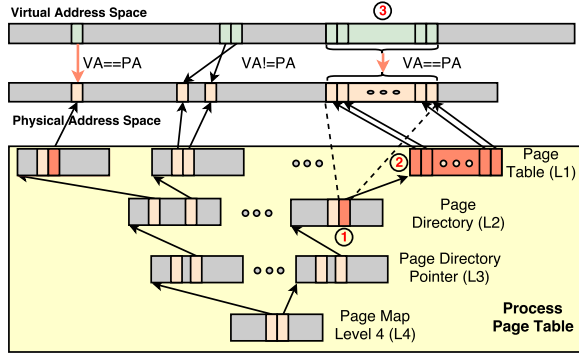 Virtual Address Space
3
VA==PA
VA!=PA
VA==PA
Physical Address Space
2
Page
Table (L1)
Page
Directory (L2)
1
Page Directory
Pointer (L3)
Page Map
Level 4 (L4)
Process
Page Table